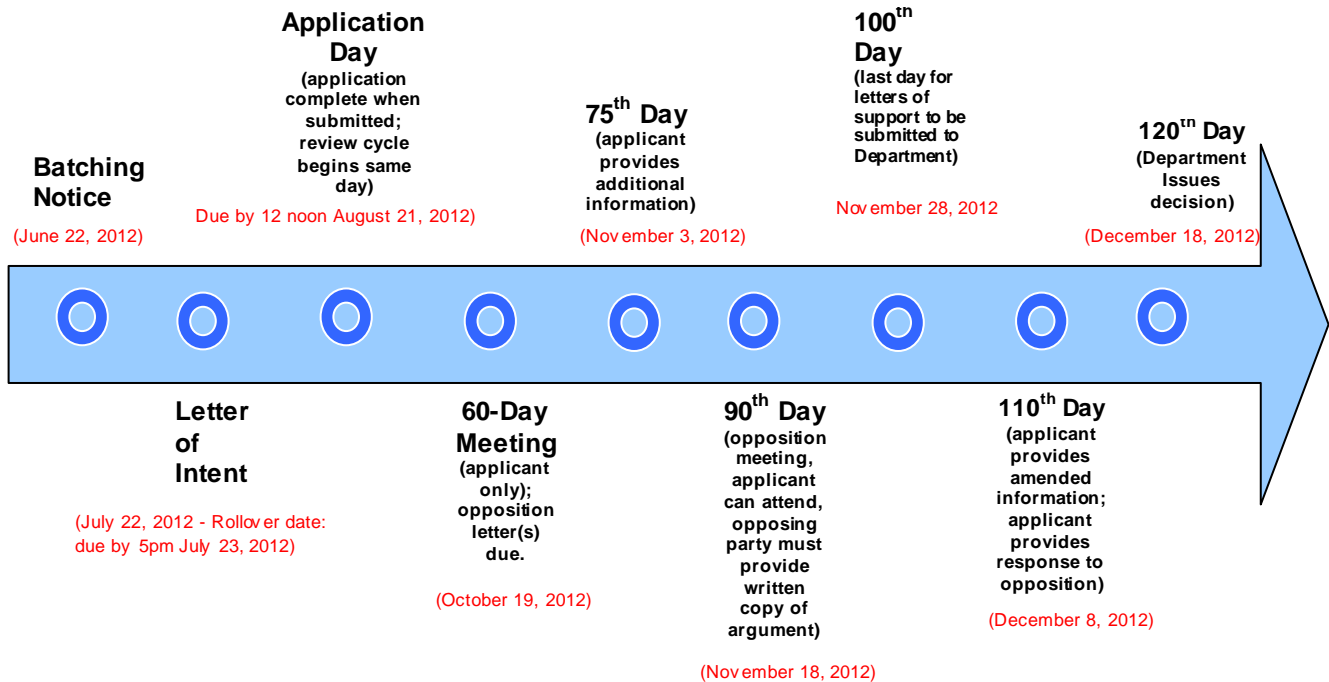 Batching
Notice
(June 22, 2012)
Letter
of
Intent
(July 22, 2012 - Rollover date:
due by 5pm July 23, 2012)
Application
Day
(application
complete when
submitted;
review cycle
begins same
day)
Due by 12 noon August 21, 2012)
60-Day
Meeting
(applicant
only);
opposition
letter(s)
due.
(October 19, 2012)
75th Day
(applicant
provides
additional
information)
(November 3, 2012)
90th Day
(opposition
meeting,
applicant
can attend,
opposing
party must
provide
written
copy of
argument)
(November 18, 2012)
100th
Day
(last day for
letters of
support to be
submitted to
Department)
November 28, 2012
110th Day
(applicant
provides
amended
information;
applicant
provides
response to
opposition)
(December 8, 2012)
120th Day
(Department
Issues
decision)
(December 18, 2012)